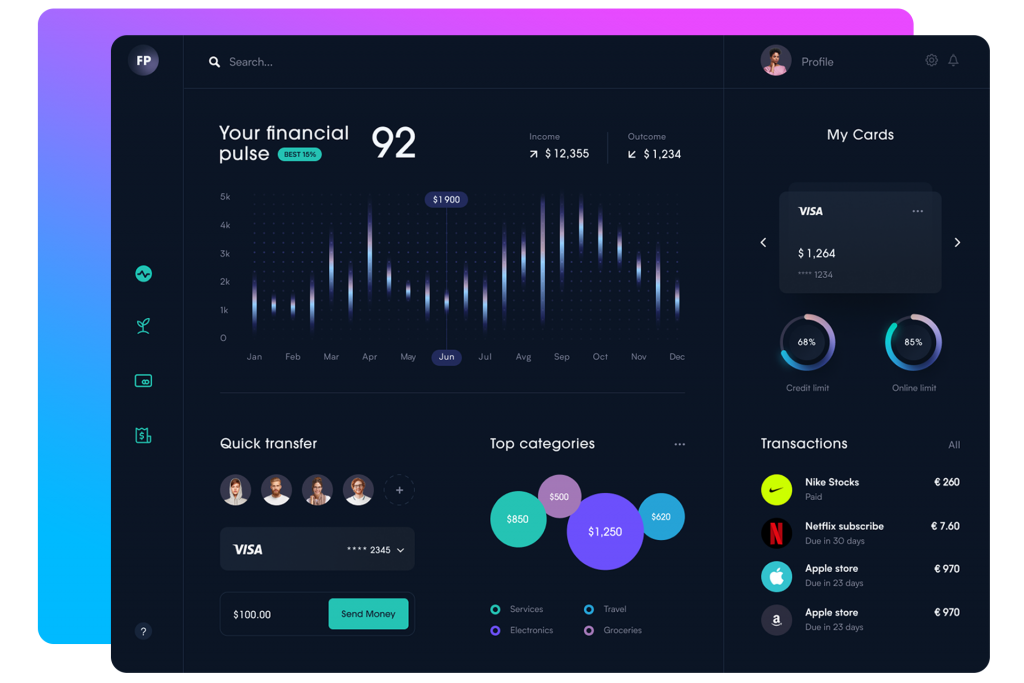 FP
Search...
Profile
Your financial
pulse BEST 15%
92
Income
$ 12,355
Outcome
$ 1,234
5k
4k
3k
2k
1k
0
$1 900
Jan Feb Mar Apr May Jun Jul Avg Sep Oct Nov Dec
My Cards
VISA
...
$ 1,264
**** 1234
68%
85%
Credit limit
Online limit
Quick transfer
+
VISA
**** 2345
$100.00
Send Money
Top categories
...
$850
$500
$1,250
$620
Services
Travel
Electronics
Groceries
Transactions
All
Nike Stocks € 260
Paid
N
Netflix subscribe € 7.60
Due in 30 days
Apple store € 970
Due in 23 days
a
Apple store € 970
Due in 23 days
?